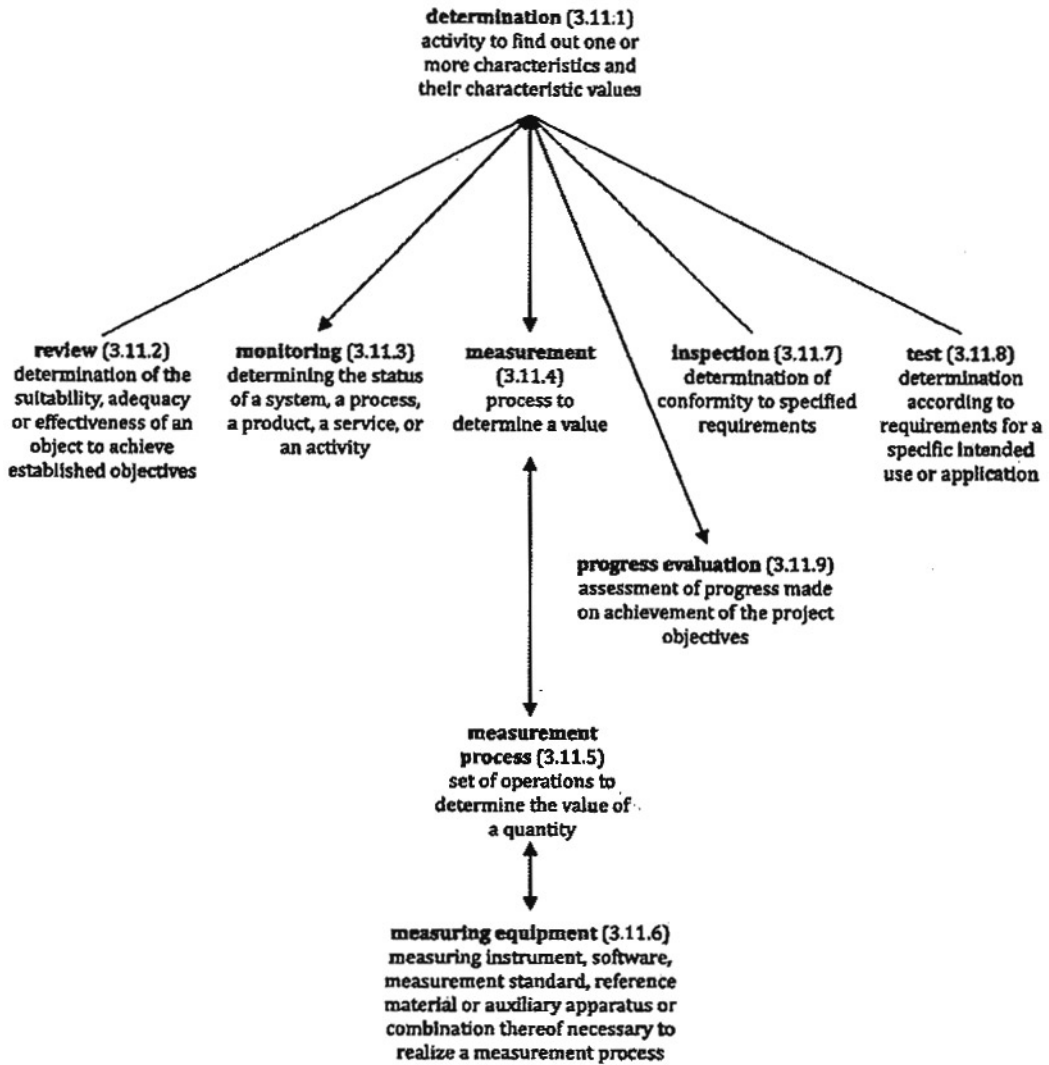 determination (3.11.1)
activity to find out one or
more characteristics and
their characteristic values
review (3.11.2)
determination of the
suitability, adequacy
or effectiveness of an
object to achieve
established objectives
monitoring (3.11.3)
determining the status
of a system, a process,
a product, a service, or
an activity
measurement
(3.11.4)
process to
determine a value
inspection (3.11.7)
determination of
conformity to specified
requirements
test (3.11.8)
determination
according to
requirements for a
specific intended
use or application
progress evaluation (3.11.9)
assessment of progress made
on achievement of the project
objectives
measurement
process (3.11.5)
set of operations to
determine the value of
a quantity
measuring equipment (3.11.6)
measuring instrument, software,
measurement standard, reference
material or auxiliary apparatus or
combination thereof necessary to
realize a measurement process